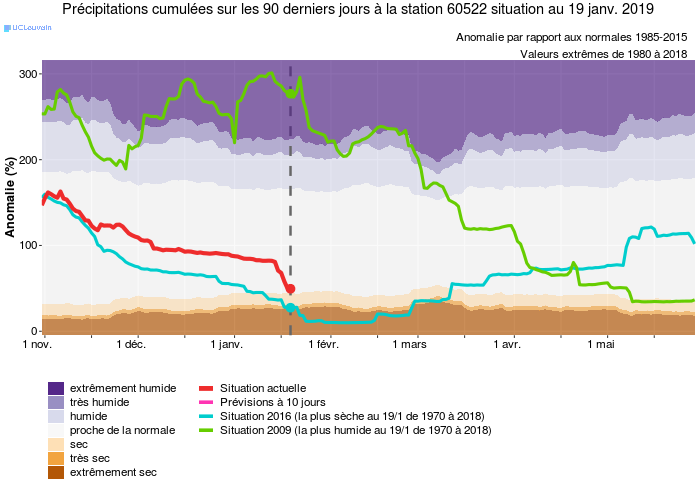 Précipitations cumulées sur les 90 derniers jours à la station 60522 situation au 19 janv. 2019
UCLouvain
Anomalie par rapport aux normales 1985-2015
Valeurs extrêmes de 1980 à 2018
Anomalie (%)
300
200
100
0
1 nov. 1 déc. 1 janv. 1 févr. 1 mars 1 avr. 1 mai
extrêmement humide
très humide
humide
proche de la normale
sec
très sec
extrêmement sec
Situation actuelle
Prévisions à 10 jours
Situation 2016 (la plus sèche au 19/1 de 1970 à 2018)
Situation 2009 (la plus humide au 19/1 de 1970 à 2018)